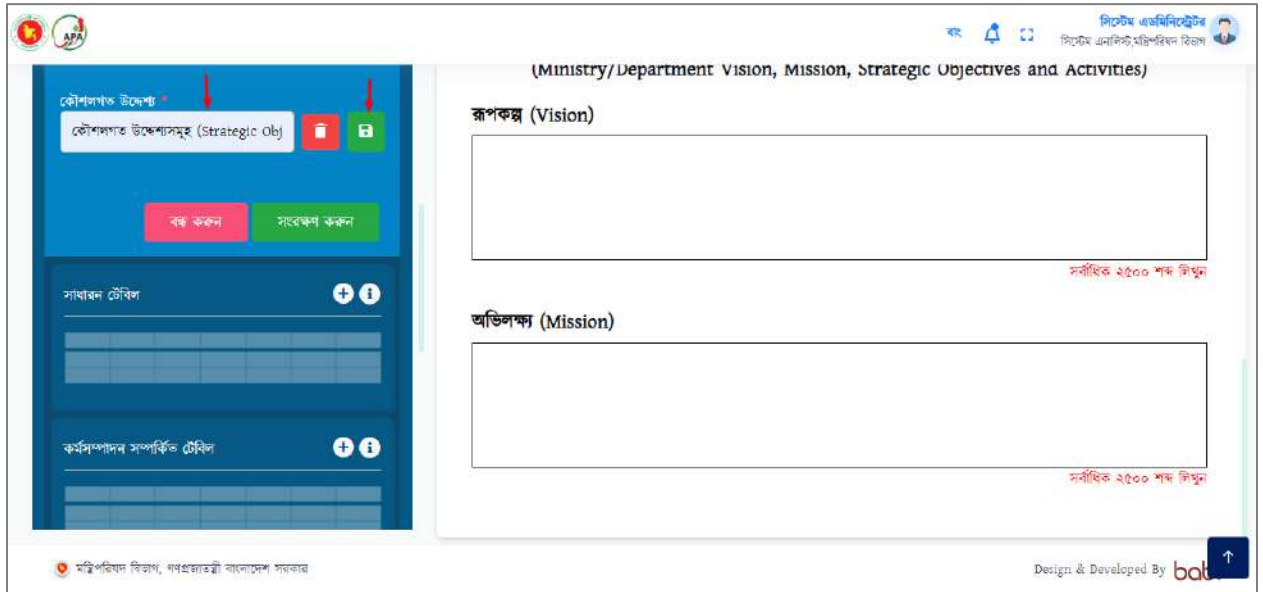 APA
বাং
সিস্টেম এডমিনিস্ট্রেটর
সিস্টেম এনালিস্ট,মন্ত্রিপরিষদ বিভাগ
কৌশলগত উদ্দেশ্য *
কৌশলগত উদ্দেশ্যসমূহ (Strategic Obj
বন্ধ করুন
সংরক্ষণ করুন
সাধারন টেবিল
কর্মসম্পাদন সম্পর্কিত টেবিল
(Ministry/Department Vision, Mission, Strategic Objectives and Activities)
রূপকল্প (Vision)
সর্বাধিক ২৫০০ শব্দ লিখুন
অভিলক্ষ্য (Mission)
সর্বাধিক ২৫০০ শব্দ লিখুন
মন্ত্রিপরিষদ বিভাগ, গণপ্রজাতন্ত্রী বাংলাদেশ সরকার
Design & Developed By